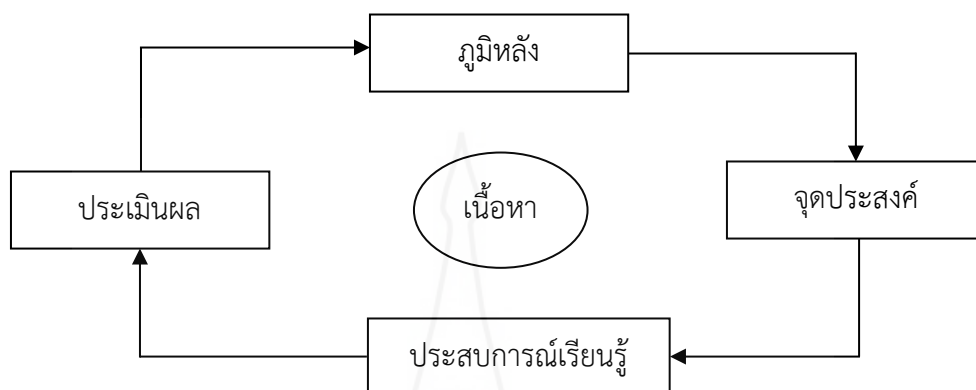 ภูมิหลัง
ประเมินผล
เนื้อหา
จุดประสงค์
ประสบการณ์เรียนรู้